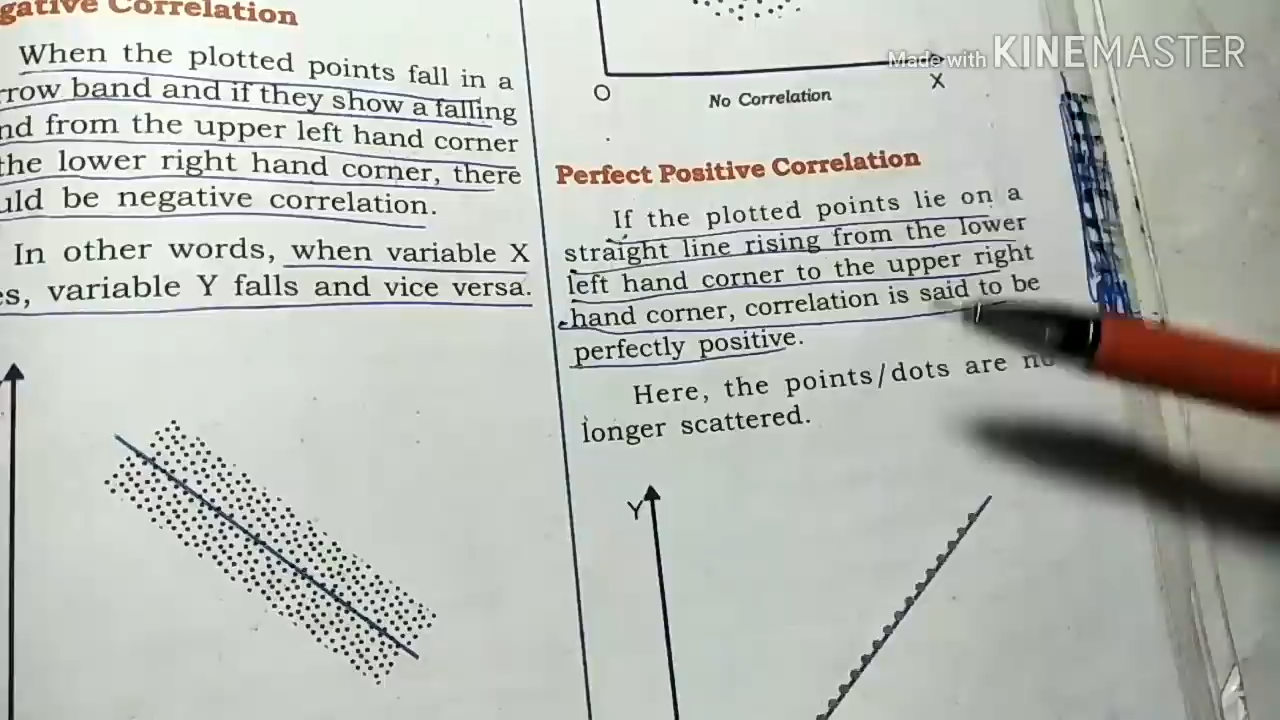 gative Correlation
When the plotted points fall in a
rrow band and if they show a falling
nd from the upper left hand corner
the lower right hand corner, there
uld be negative correlation.
In other words, when variable X
es, variable Y falls and vice versa.
O
X
No Correlation
Perfect Positive Correlation
If the plotted points lie on a
straight line rising from the lower
left hand corner to the upper right
hand corner, correlation is said to be
perfectly positive.
Here, the points/dots are no
longer scattered.
Y
Made with KINEMASTER